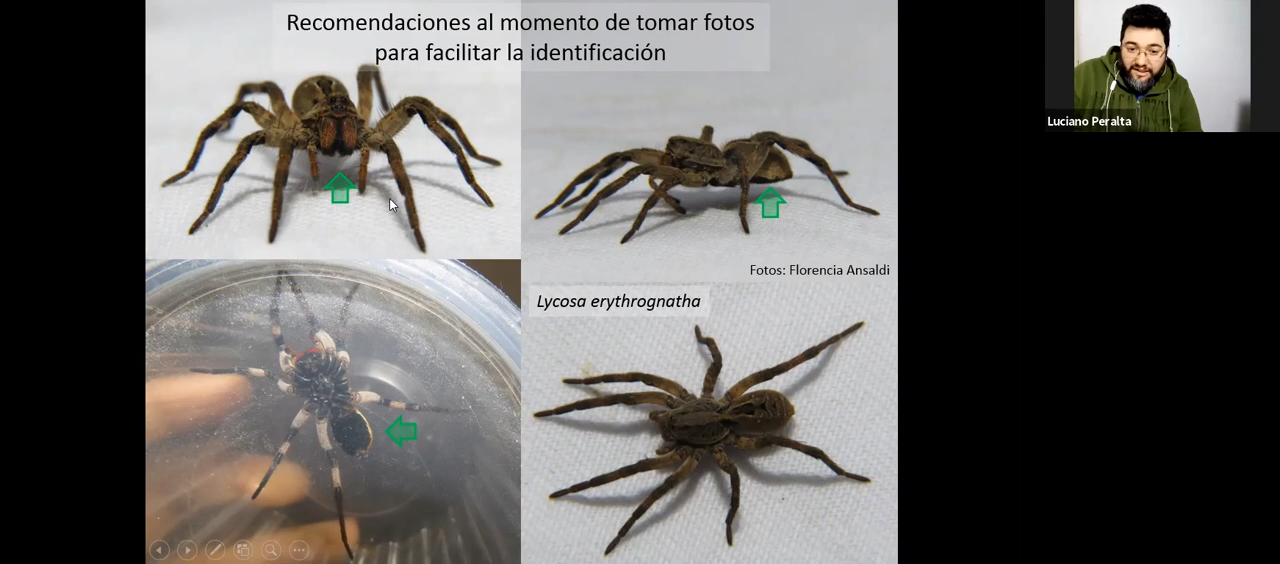 Recomendaciones al momento de tomar fotos
para facilitar la identificación
Luciano Peralta
Fotos: Florencia Ansaldi
Lycosa erythrognatha